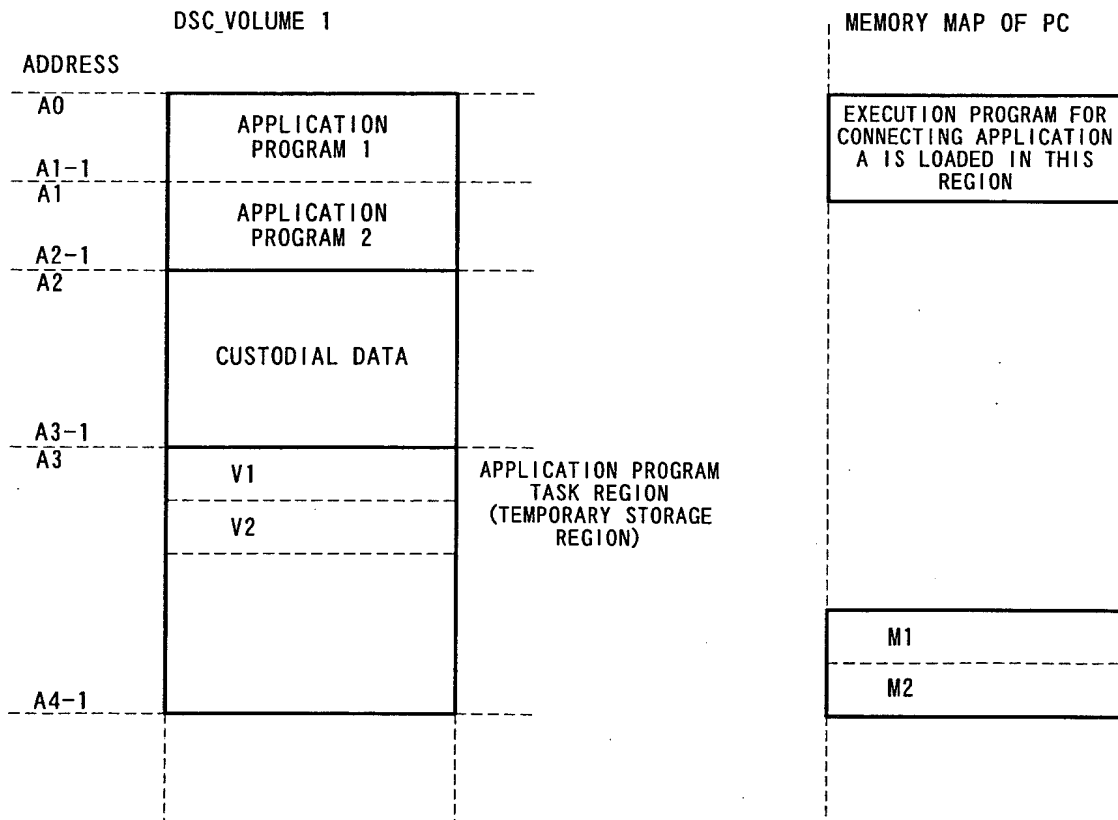 DSC_VOLUME 1
MEMORY MAP OF PC
ADDRESS
A0
APPLICATION
PROGRAM 1
A1-1
A1
APPLICATION
PROGRAM 2
A2-1
A2
CUSTODIAL DATA
A3-1
A3
V1
V2
APPLICATION PROGRAM
TASK REGION
(TEMPORARY STORAGE
REGION)
A4-1
EXECUTION PROGRAM FOR
CONNECTING APPLICATION
A IS LOADED IN THIS
REGION
M1
M2